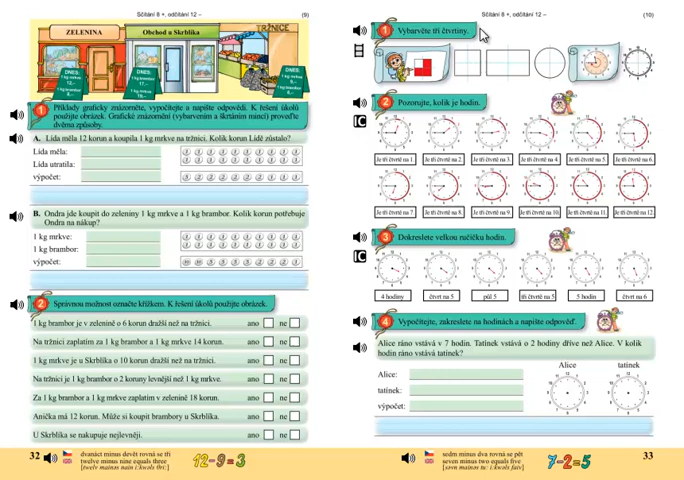 Sčítání 8 +, odčítání 12 –
(9)
ZELENINA
Obchod u Skrblíka
TRŽNICE
DNES:
DNES:
DNES:
1 Příklady graficky znázorněte, vypočítejte a napište odpovědi. K řešení úkolů
použijte obrázek. Grafické znázornění (vybarvením a škrtáním mincí) proveďte
dvěma způsoby.
A. Lída měla 12 korun a koupila 1 kg mrkve na tržnici. Kolik korun Lídě zůstalo?
Lída měla:
Lída utratila:
výpočet:
B. Ondra jde koupit do zeleniny 1 kg mrkve a 1 kg brambor. Kolik korun potřebuje
Ondra na nákup?
1 kg mrkve:
1 kg brambor:
výpočet:
2 Správnou možnost označte křížkem. K řešení úkolů použijte obrázek.
1 kg brambor je v zelenině o 6 korun dražší než na tržnici. ano ne
Na tržnici zaplatím za 1 kg brambor a 1 kg mrkve 14 korun. ano ne
1 kg mrkve je u Skrblíka o 10 korun dražší než na tržnici. ano ne
Na tržnici je 1 kg brambor o 2 koruny levnější než 1 kg mrkve. ano ne
Za 1 kg brambor a 1 kg mrkve zaplatím v zelenině 18 korun. ano ne
Anička má 12 korun. Může si koupit brambory u Skrblíka. ano ne
U Skrblíka se nakupuje nejlevněji. ano ne
32
dvanáct mínus devět rovná se tři
twelve minus nine equals three
12-9=3
Sčítání 8 +, odčítání 12 –
(10)
1 Vybarvěte tři čtvrtiny.
2 Pozorujte, kolik je hodin.
Je tři čtvrtě na 1. Je tři čtvrtě na 2. Je tři čtvrtě na 3. Je tři čtvrtě na 4. Je tři čtvrtě na 5. Je tři čtvrtě na 6.
Je tři čtvrtě na 7. Je tři čtvrtě na 8. Je tři čtvrtě na 9. Je tři čtvrtě na 10. Je tři čtvrtě na 11. Je tři čtvrtě na 12.
3 Dokreslete velkou ručičku hodin.
4 hodiny čtvrt na 5 půl 5 tři čtvrtě na 5 5 hodin čtvrt na 6
4 Vypočítejte, zakreslete na hodinách a napište odpověď.
Alice ráno vstává v 7 hodin. Tatínek vstává o 2 hodiny dříve než Alice. V kolik
hodin ráno vstává tatínek?
Alice:
tatínek:
výpočet:
Alice
tatínek
sedm mínus dva rovná se pět
seven minus two equals five
7-2=5
33